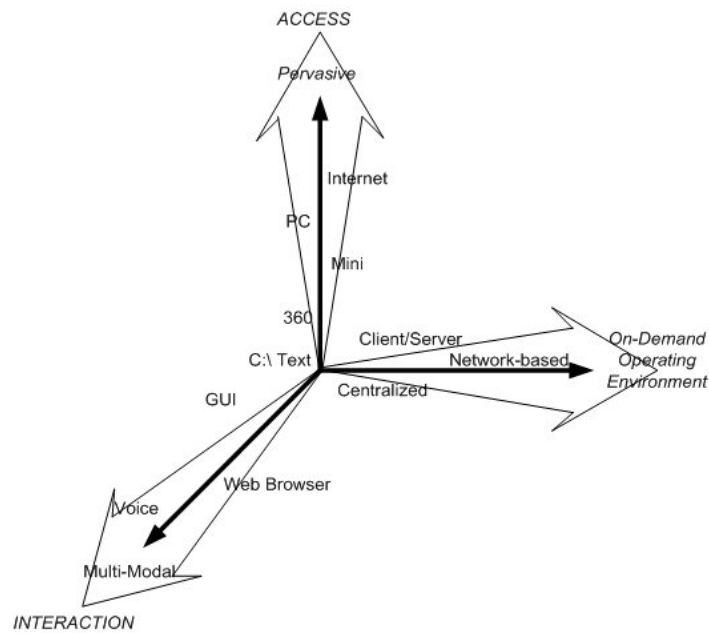 ACCESS
Pervasive
Internet
PC
Mini
360
Client/Server
On-Demand
C:\ Text
Network-based
Operating
Environment
Centralized
GUI
Web Browser
Voice
Multi-Modal
INTERACTION